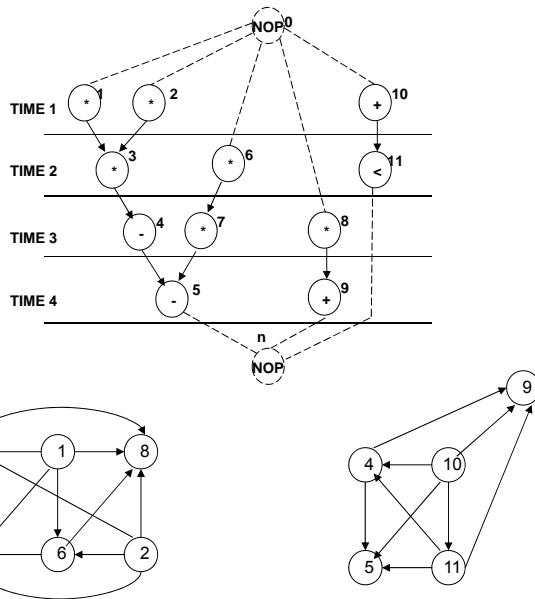 NOP 0
1 2 10
TIME 1 * * +
3 6 11
TIME 2 * * <
4 7 8
TIME 3 - * *
5 9
TIME 4 - +
n
NOP
9
1 8 4 10
6 2 5 11